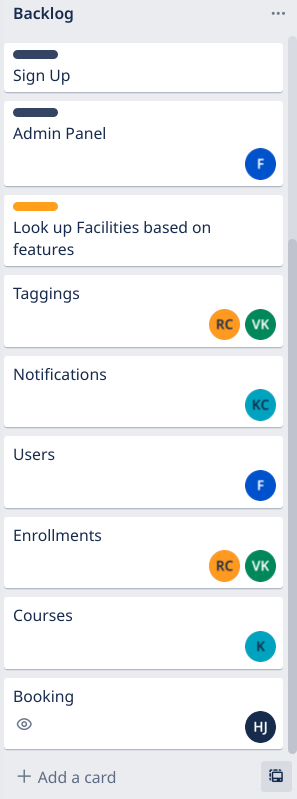 Backlog
Sign Up
Admin Panel
F
Look up Facilities based on
features
Taggings
RC VK
Notifications
KC
Users
F
Enrollments
RC VK
Courses
K
Booking
HJ
Add a card